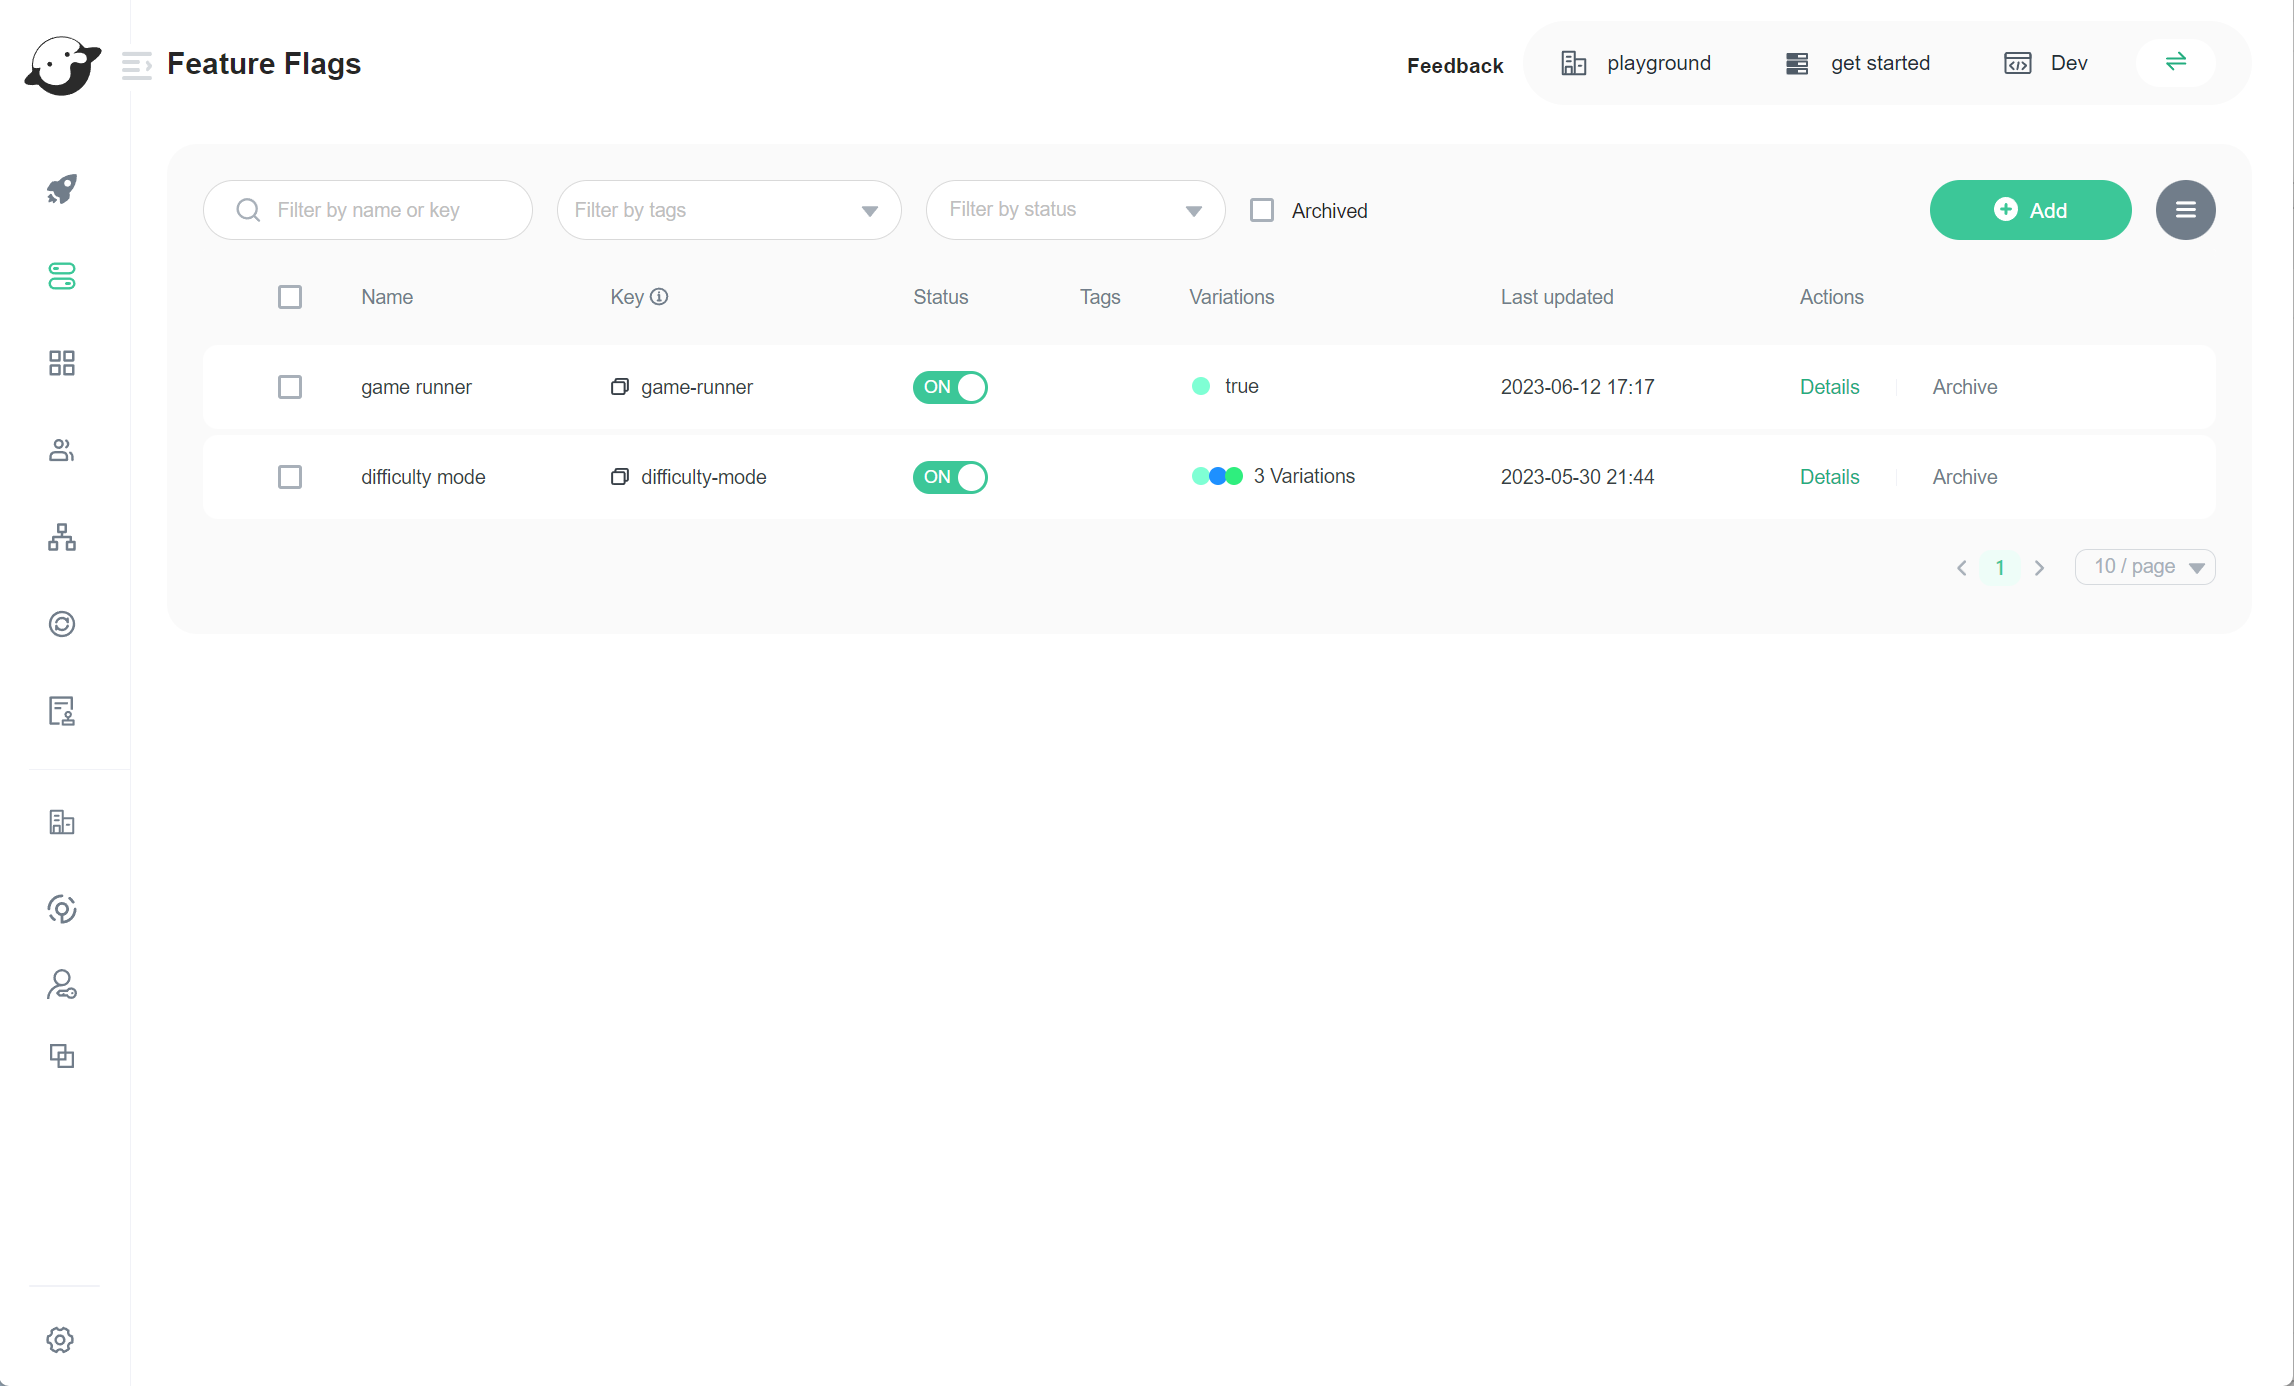 Feature Flags
Feedback playground get started Dev
Filter by name or key Filter by tags Filter by status Archived Add
Name Key Status Tags Variations Last updated Actions
game runner game-runner ON true 2023-06-12 17:17 Details Archive
difficulty mode difficulty-mode ON 3 Variations 2023-05-30 21:44 Details Archive
1 10 / page